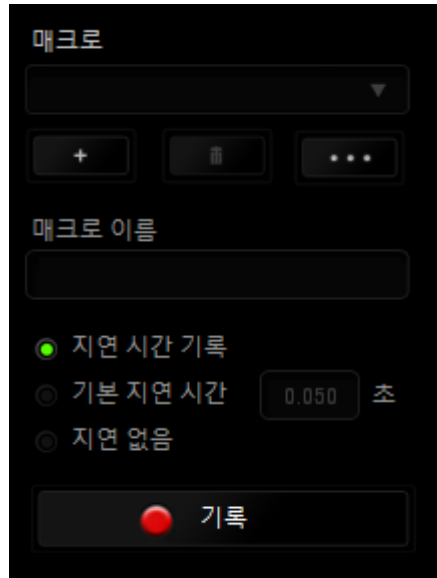 매크로
+
•••
매크로 이름
지연 시간 기록
기본 지연 시간 0.050 초
지연 없음
기록